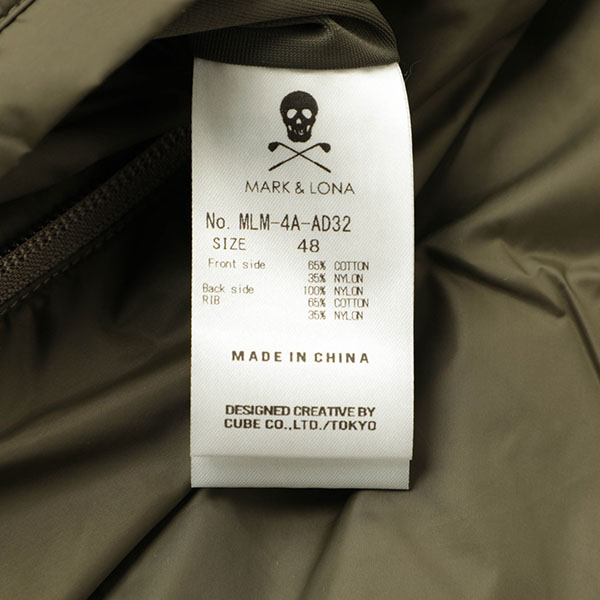 MARK & LONA
No. MLM-4A-AD32
SIZE 48
Front side 65% COTTON
35% NYLON
Back side 100% NYLON
RIB 65% COTTON
35% NYLON
MADE IN CHINA
DESIGNED CREATIVE BY
CUBE CO.,LTD./TOKYO